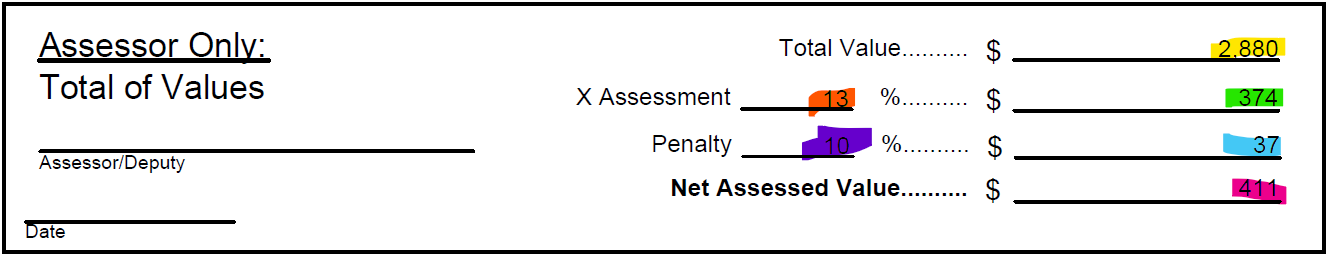 Assessor Only:
Total of Values
Assessor/Deputy
Date
Total Value.......... $ 2,880
X Assessment 13 %.......... $ 374
Penalty 10 %.......... $ 37
Net Assessed Value.......... $ 411